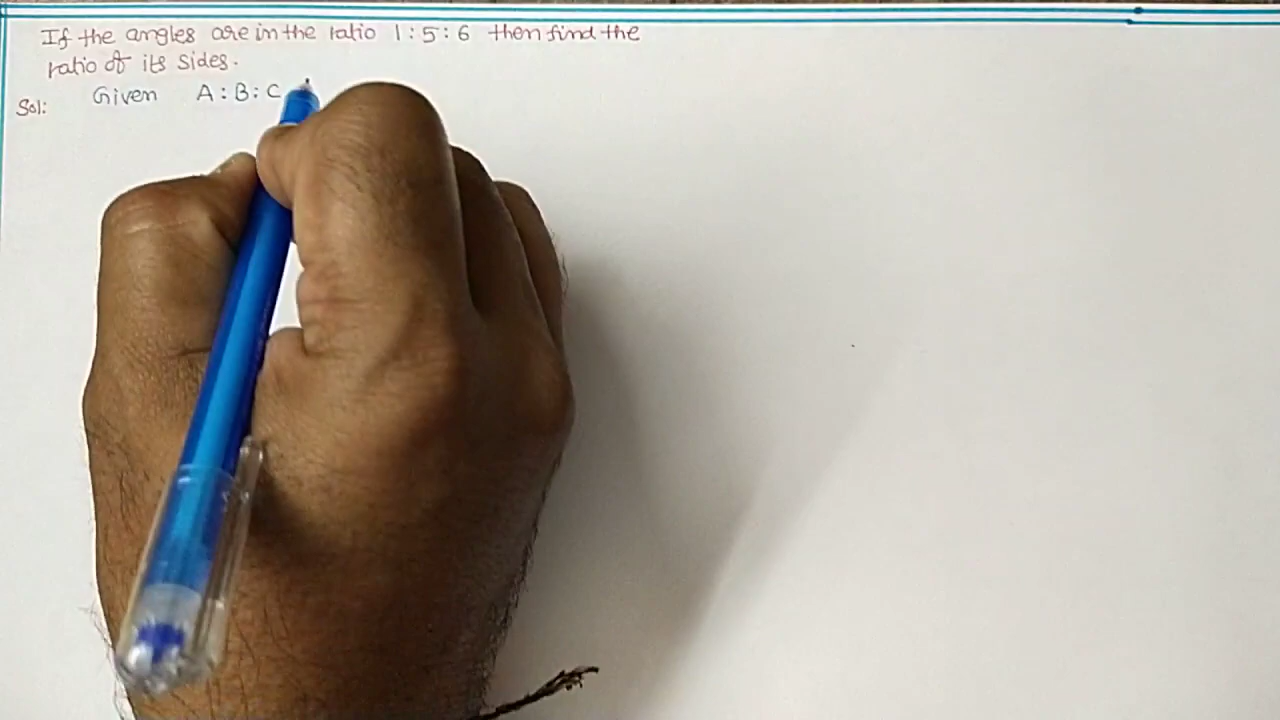 If the angles are in the ratio 1 : 5 : 6 then find the
ratio of its sides.
Sol: Given A : B : C